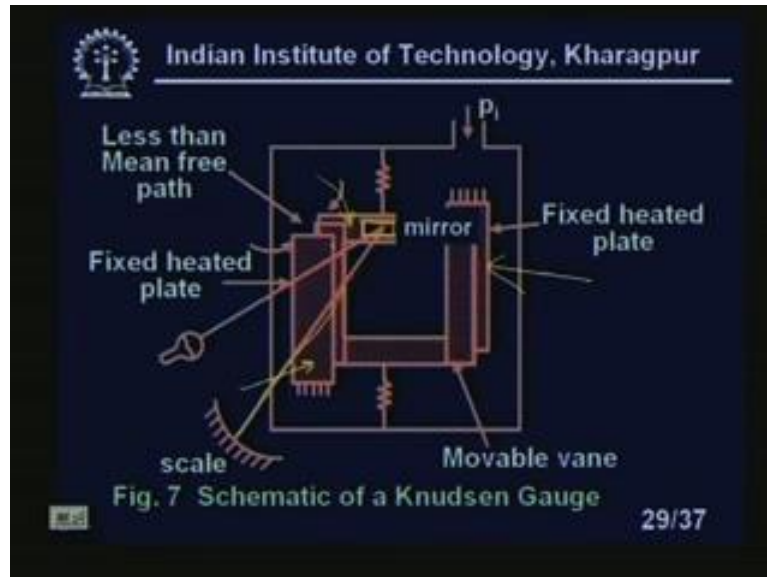 Indian Institute of Technology, Kharagpur
pi
Less than
Mean free
path
mirror
Fixed heated
plate
Fixed heated
plate
scale
Movable vane
Fig. 7 Schematic of a Knudsen Gauge
29/37